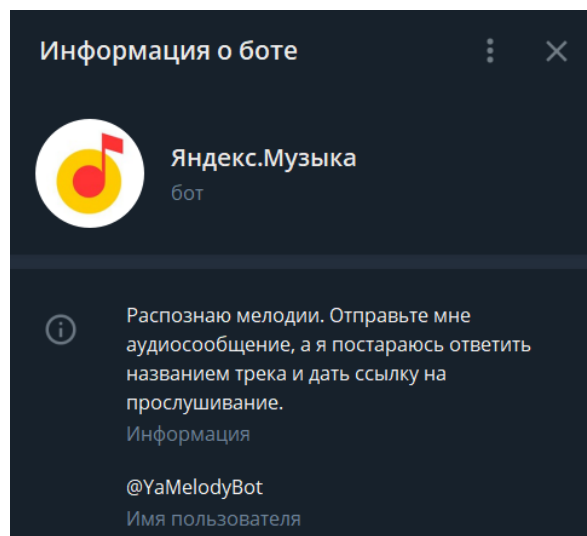 Информация о боте
Яндекс.Музыка
бот
Распознаю мелодии. Отправьте мне
аудиосообщение, а я постараюсь ответить
названием трека и дать ссылку на
прослушивание.
Информация
@YaMelodyBot
Имя пользователя